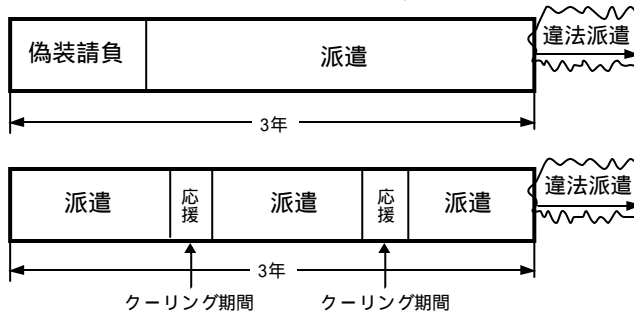 偽装請負 派遣 違法派遣
3年
派遣 応援 派遣 応援 派遣 違法派遣
3年
クーリング期間 クーリング期間